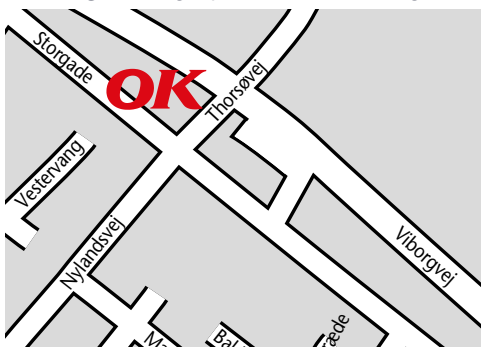 Storgade
OK
Thorsøvej
Vestervang
Nylandsvej
Viborgvej